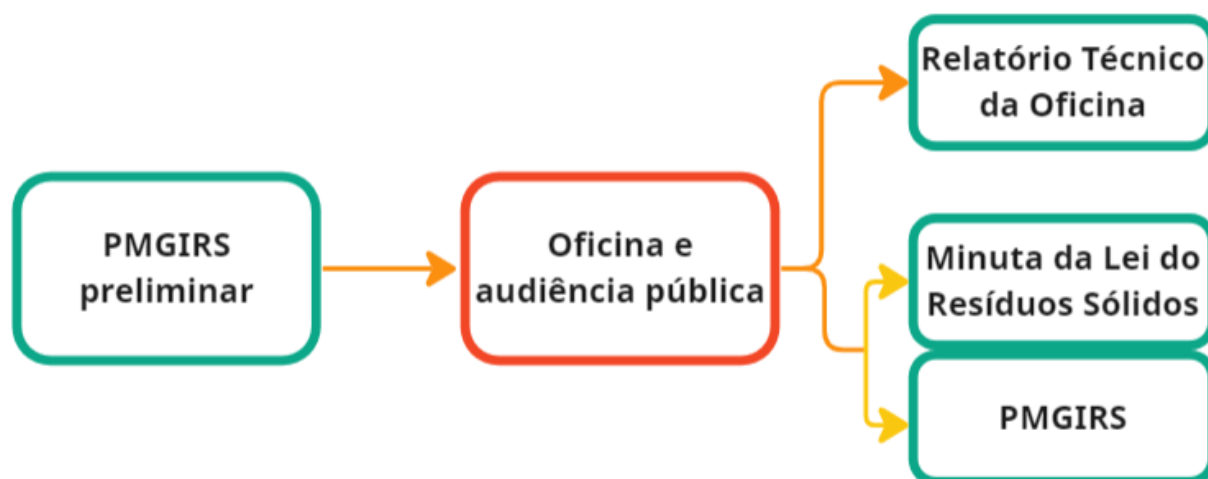 PMGIRS
preliminar
Oficina e
audiência pública
Relatório Técnico
da Oficina
Minuta da Lei do
Resíduos Sólidos
PMGIRS